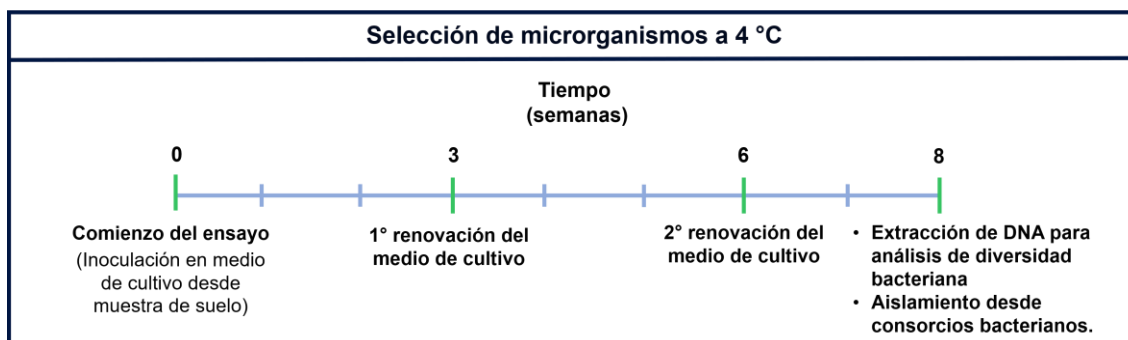 Selección de microrganismos a 4 °C
Tiempo
(semanas)
0
3
6
8
Comienzo del ensayo
(Inoculación en medio
de cultivo desde
muestra de suelo)
1° renovación del
medio de cultivo
2° renovación del
medio de cultivo
• Extracción de DNA para
análisis de diversidad
bacteriana
• Aislamiento desde
consorcios bacterianos.